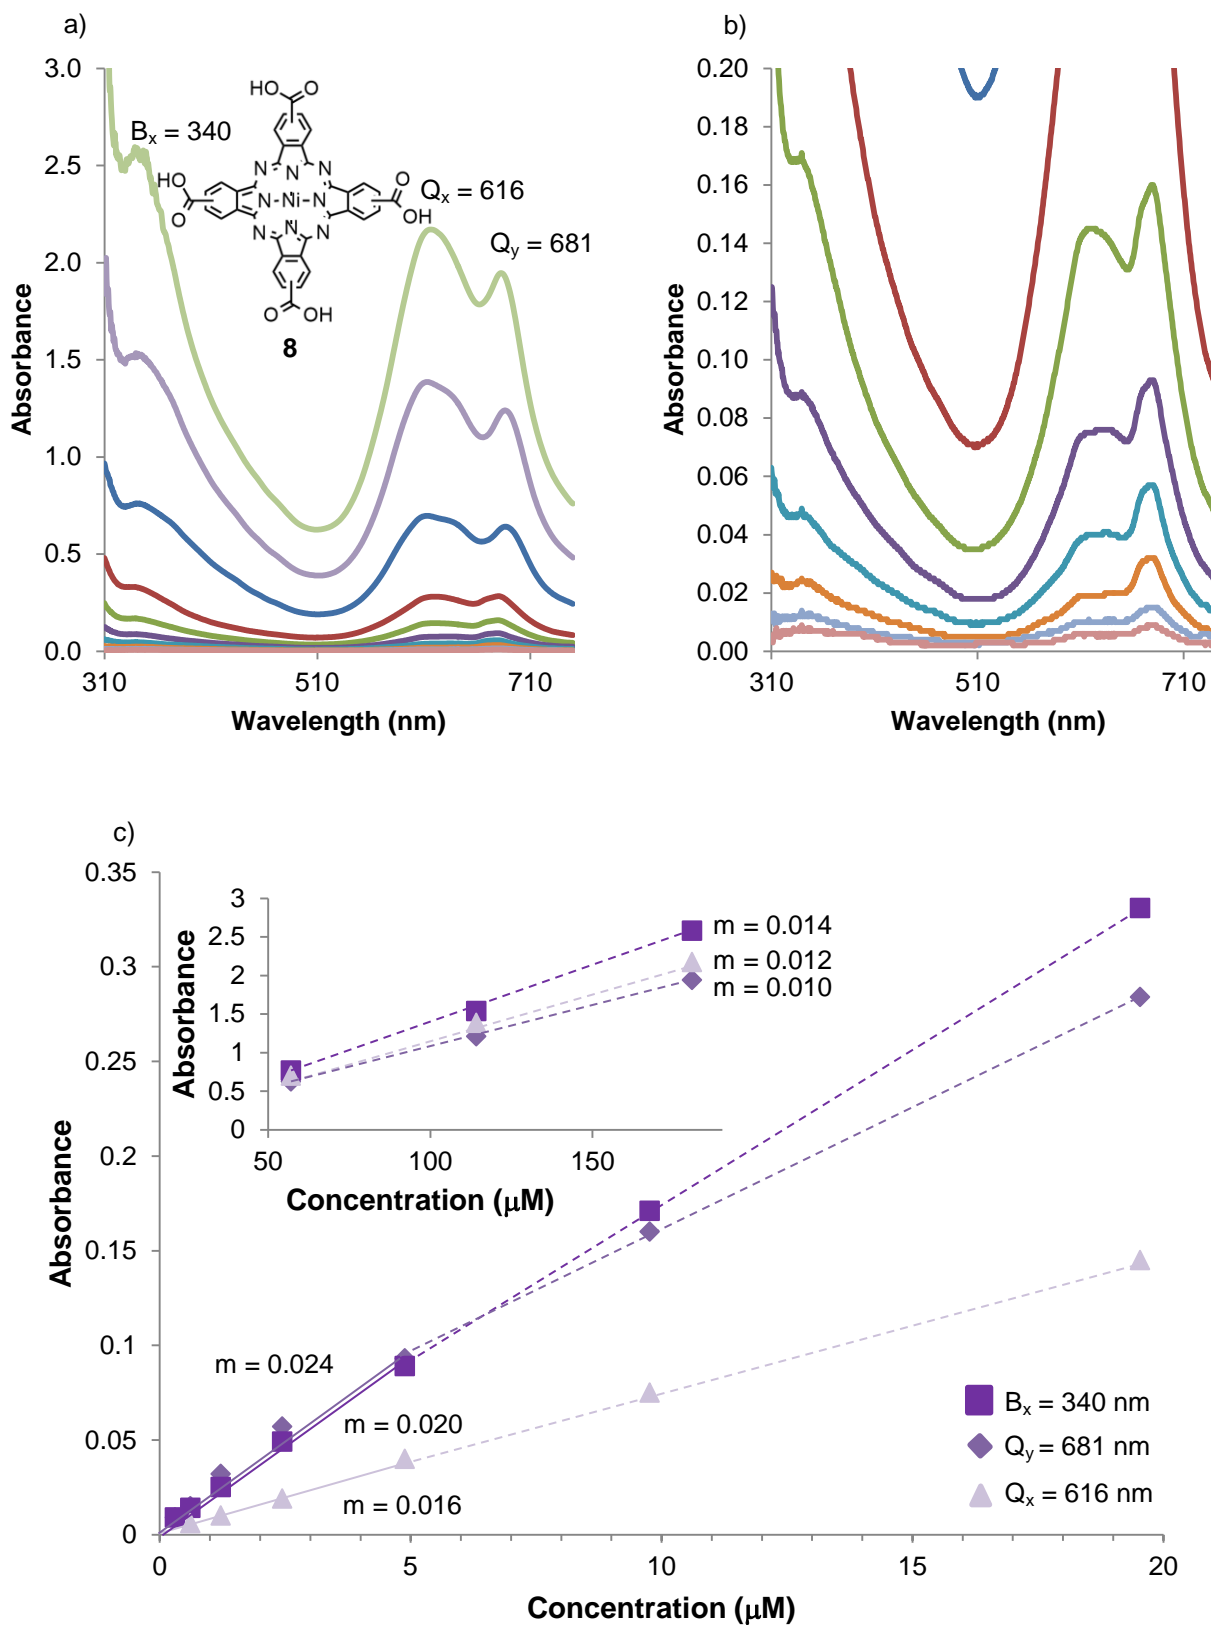 a)
3.0
2.5
2.0
1.5
1.0
0.5
0.0
310
510
710
Absorbance
Wavelength (nm)
Bx = 340
Qx = 616
Qy = 681
HO
O
N
N
N
HO
O
N
Ni
N
O
OH
N
N
N
O
OH
8
b)
0.20
0.18
0.16
0.14
0.12
0.10
0.08
0.06
0.04
0.02
0.00
310
510
710
Absorbance
Wavelength (nm)
c)
0.35
0.3
0.25
0.2
0.15
0.1
0.05
0
0
5
10
15
20
Absorbance
Concentration (μM)
3
2.5
2
1.5
1
0.5
0
50
100
150
Absorbance
Concentration (μM)
m = 0.014
m = 0.012
m = 0.010
m = 0.024
m = 0.020
m = 0.016
Bx = 340 nm
Qy = 681 nm
Qx = 616 nm